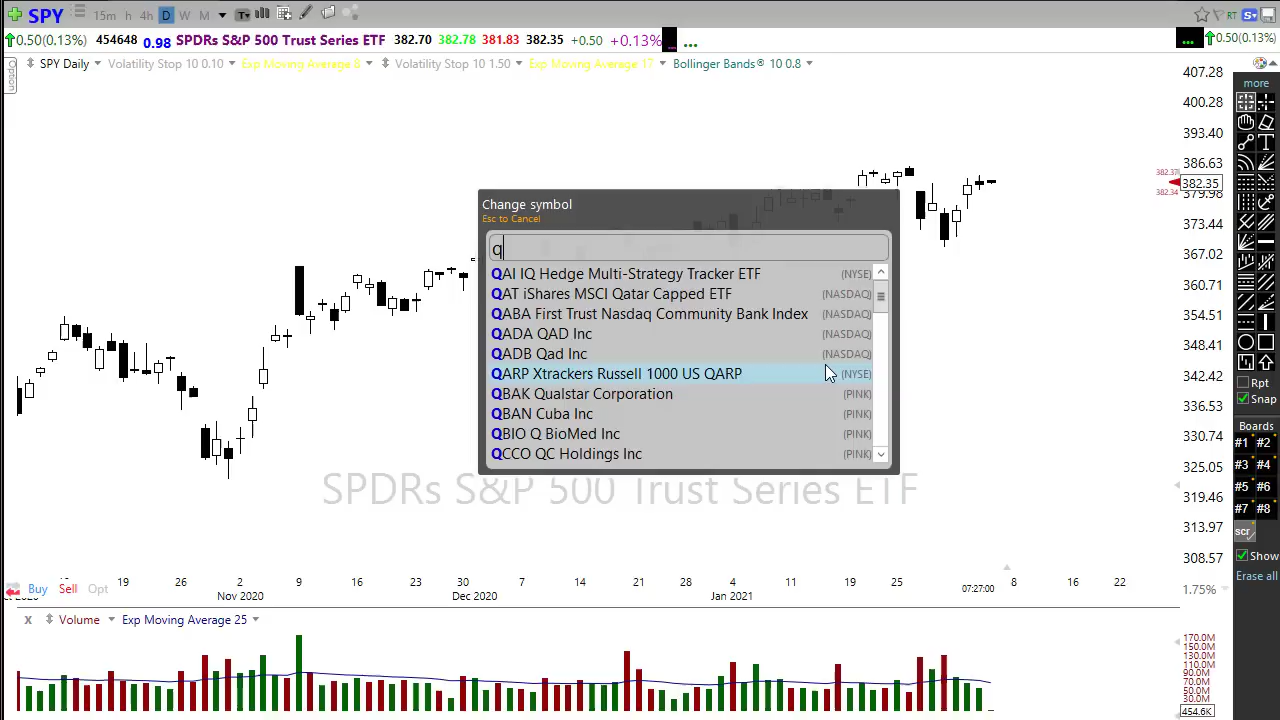 SPY 15m h 4h D W M T RT S
0.50(0.13%) 454648 0.98 SPDRs S&P 500 Trust Series ETF 382.70 382.78 381.83 382.35 +0.50 +0.13% ... ... 0.50(0.13%)
Option SPY Daily Volatility Stop 10 0.10 Exp Moving Average 8 Volatility Stop 10 1.50 Exp Moving Average 17 Bollinger Bands® 10 0.8
407.28
400.28
393.40
386.63
382.37
382.35
382.34
379.98
373.44
367.02
360.71
354.51
348.41
342.42
336.53
330.74
325.05
319.46
313.97
308.57
more
T
Rpt
Snap
Boards
#1 #2
#3 #4
#5 #6
#7 #8
scr
Show
Erase all
Change symbol
Esc to Cancel
q
QAI IQ Hedge Multi-Strategy Tracker ETF (NYSE)
QAT iShares MSCI Qatar Capped ETF (NASDAQ)
QABA First Trust Nasdaq Community Bank Index (NASDAQ)
QADA QAD Inc (NASDAQ)
QADB Qad Inc (NASDAQ)
QARP Xtrackers Russell 1000 US QARP (NYSE)
QBAK Qualstar Corporation (PINK)
QBAN Cuba Inc (PINK)
QBIO Q BioMed Inc (PINK)
QCCO QC Holdings Inc (PINK)
SPDRs S&P 500 Trust Series ETF
Buy Sell Opt
19 26 2 9 16 23 30 7 14 21 28 4 11 19 25 8 16 22
2020 Nov 2020 Dec 2020 Jan 2021 07:27:00
1.75%
x Volume Exp Moving Average 25
170.0M
150.0M
130.0M
110.0M
90.0M
70.0M
50.0M
30.0M
454.6K